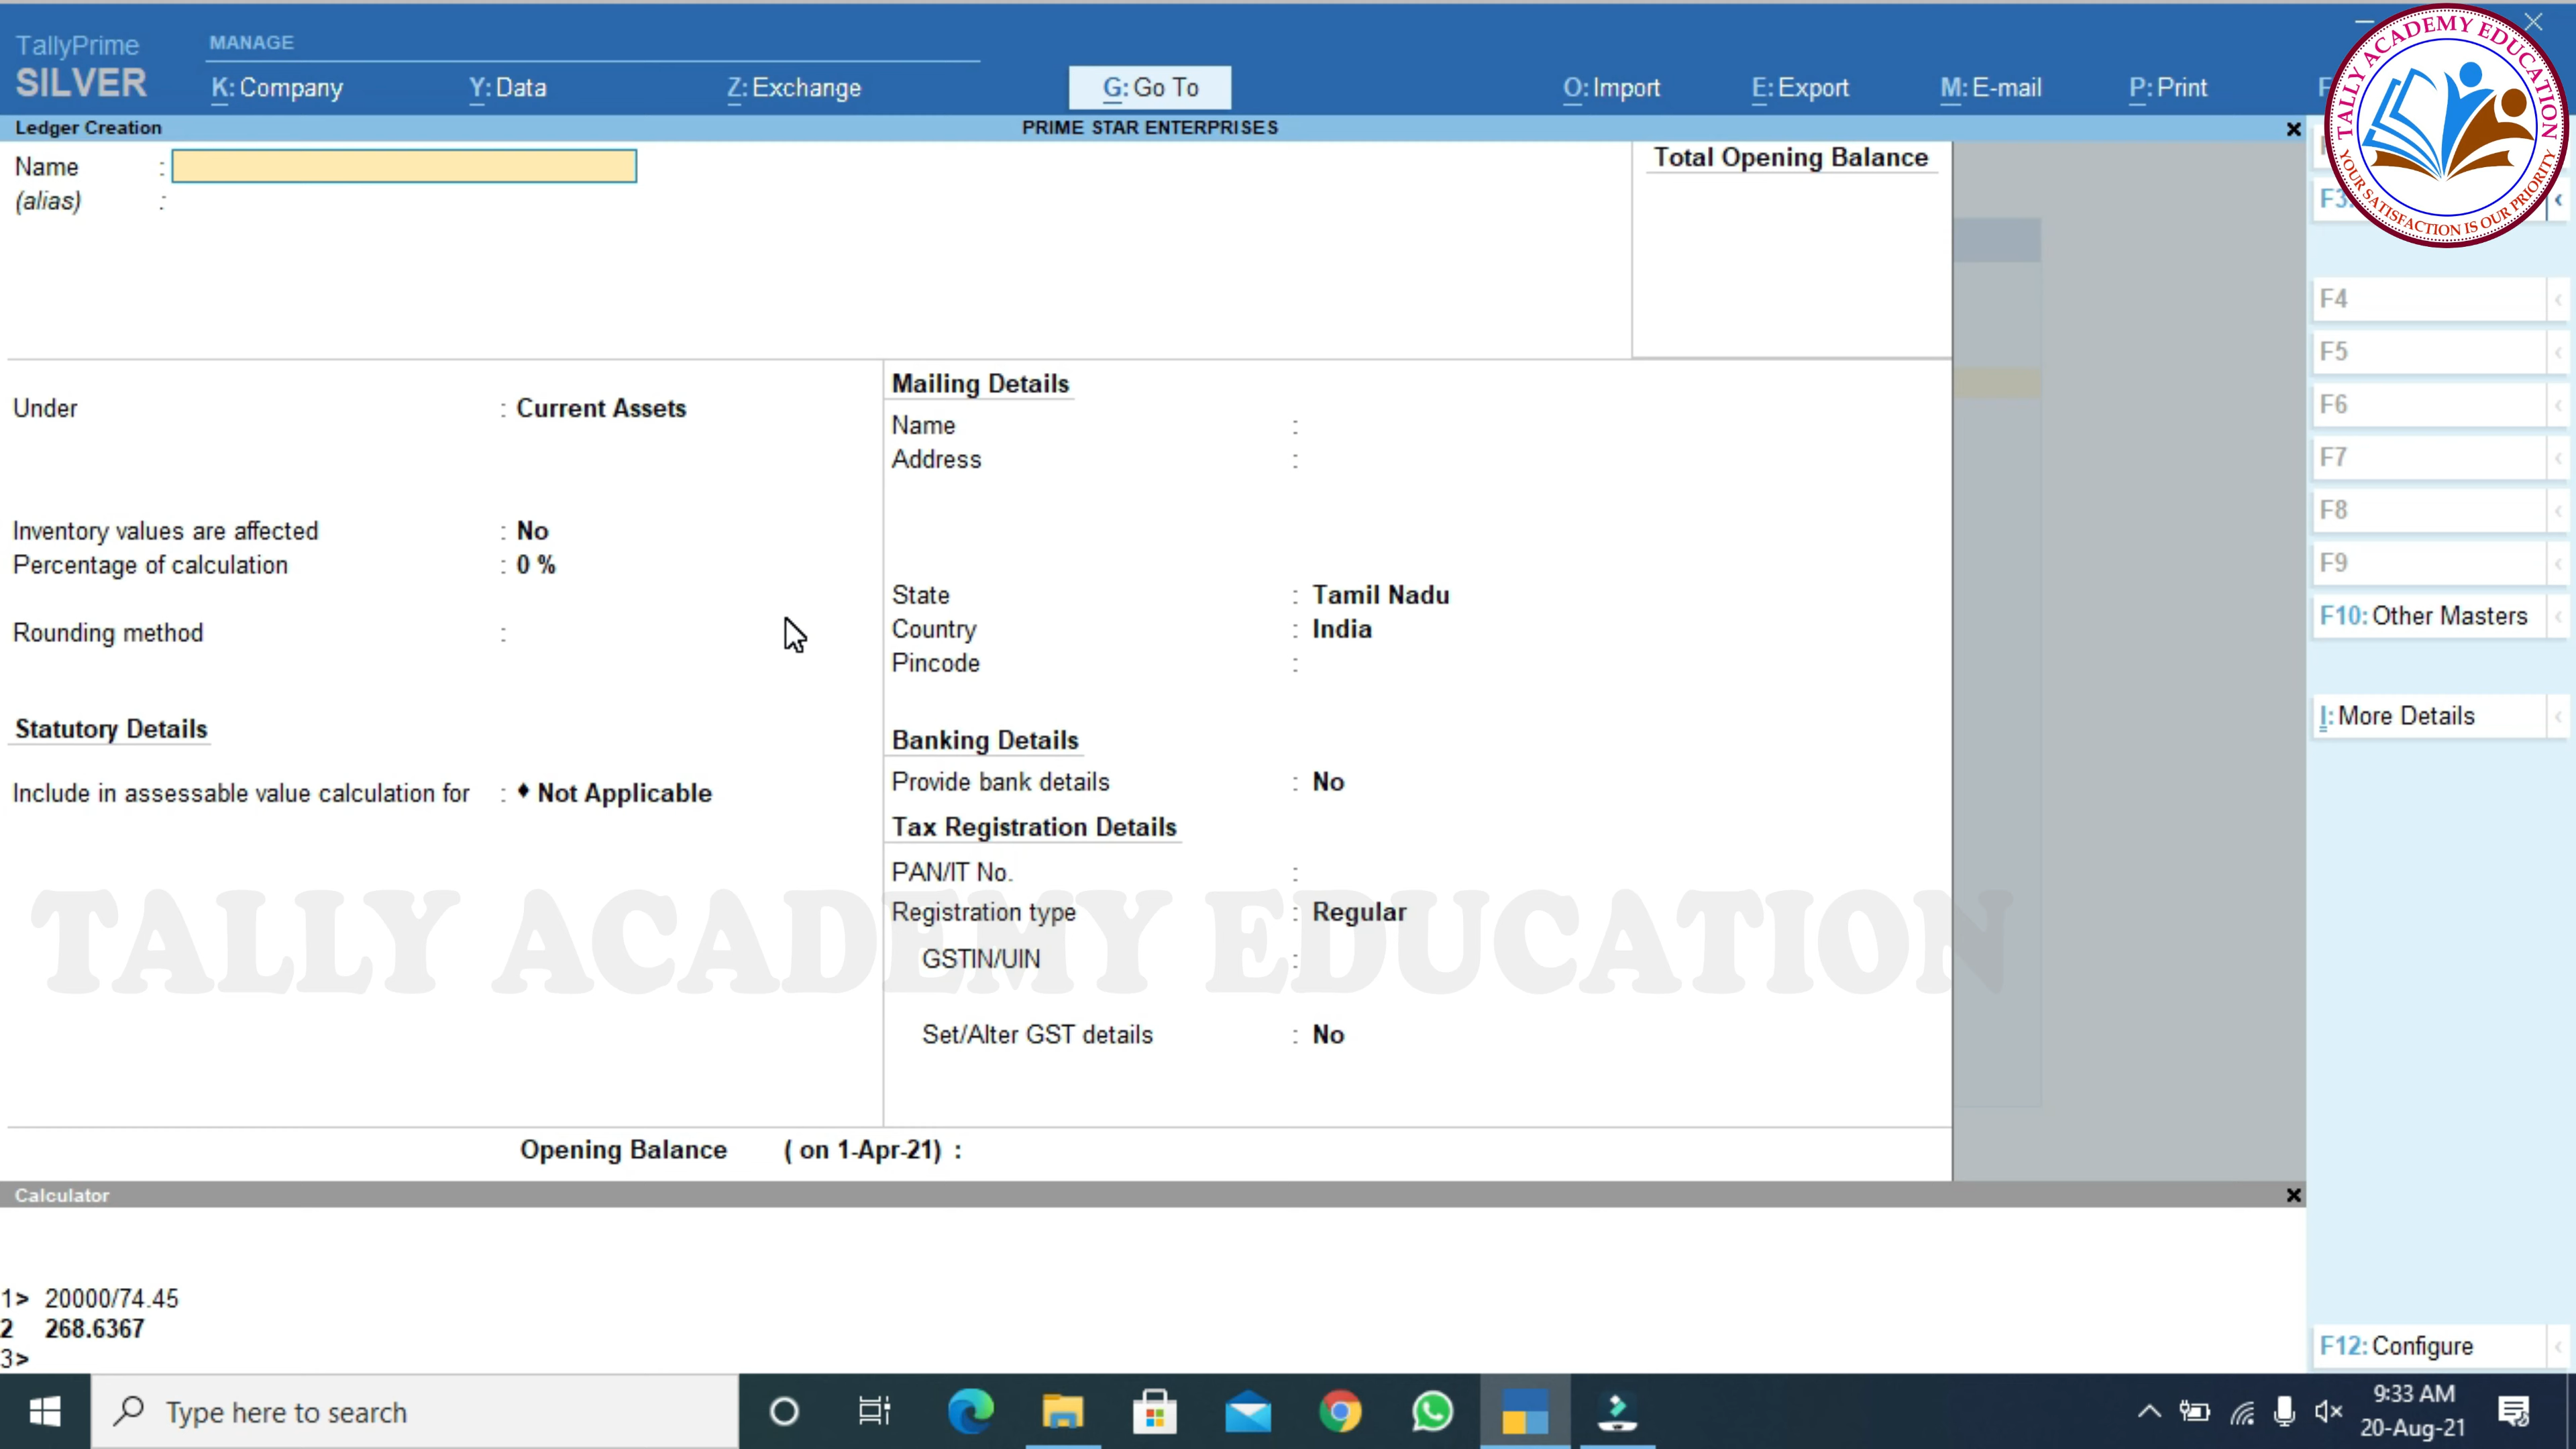 TallyPrime
SILVER
MANAGE
K: Company
Y: Data
Z: Exchange
G: Go To
O: Import
E: Export
M: E-mail
P: Print
TALLY ACADEMY EDUCATION
YOUR SATISFACTION IS OUR PRIORITY
Ledger Creation
PRIME STAR ENTERPRISES
Name :
(alias) :
Total Opening Balance
Under : Current Assets
Inventory values are affected : No
Percentage of calculation : 0 %
Rounding method :
Statutory Details
Include in assessable value calculation for : ♦ Not Applicable
Mailing Details
Name :
Address :
State : Tamil Nadu
Country : India
Pincode :
Banking Details
Provide bank details : No
Tax Registration Details
PAN/IT No. :
Registration type : Regular
GSTIN/UIN :
Set/Alter GST details : No
TALLY ACADEMY EDUCATION
Opening Balance ( on 1-Apr-21) :
F3:
F4
F5
F6
F7
F8
F9
F10: Other Masters
I: More Details
F12: Configure
Calculator
1> 20000/74.45
2 268.6367
3>
Type here to search
9:33 AM
20-Aug-21